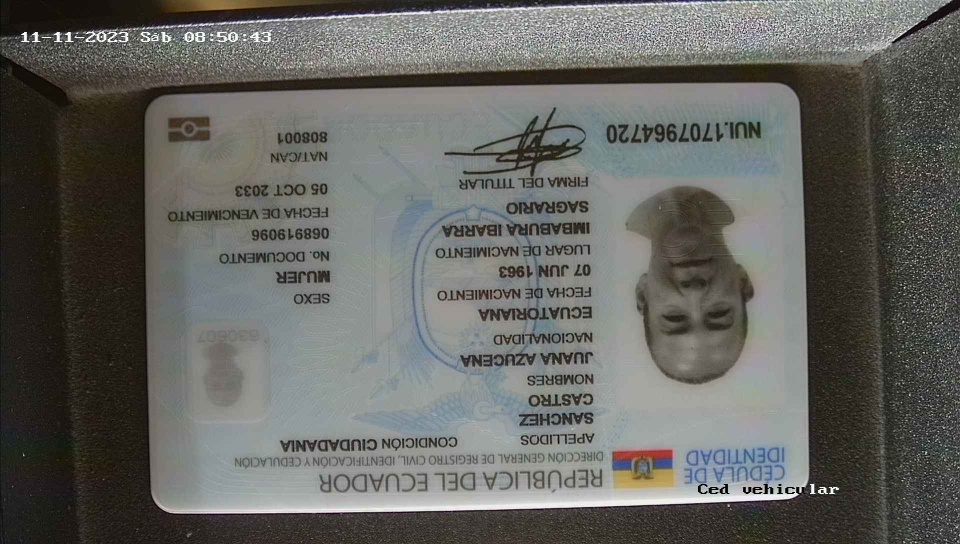 11-11-2023 Sáb 08:50:43
CÉDULA DE
IDENTIDAD
REPÚBLICA DEL ECUADOR
DIRECCIÓN GENERAL DE REGISTRO CIVIL, IDENTIFICACIÓN Y CEDULACIÓN
APELLIDOS
SANCHEZ
CASTRO
CONDICIÓN CIUDADANIA
NOMBRES
JUANA AZUCENA
NACIONALIDAD
ECUATORIANA
FECHA DE NACIMIENTO
07 JUN 1963
LUGAR DE NACIMIENTO
IMBABURA IBARRA
SAGRARIO
FIRMA DEL TITULAR
SEXO
MUJER
No. DOCUMENTO
068919096
FECHA DE VENCIMIENTO
05 OCT 2033
NAT/CAN
808001
NUI.1707964720
Ced vehicular